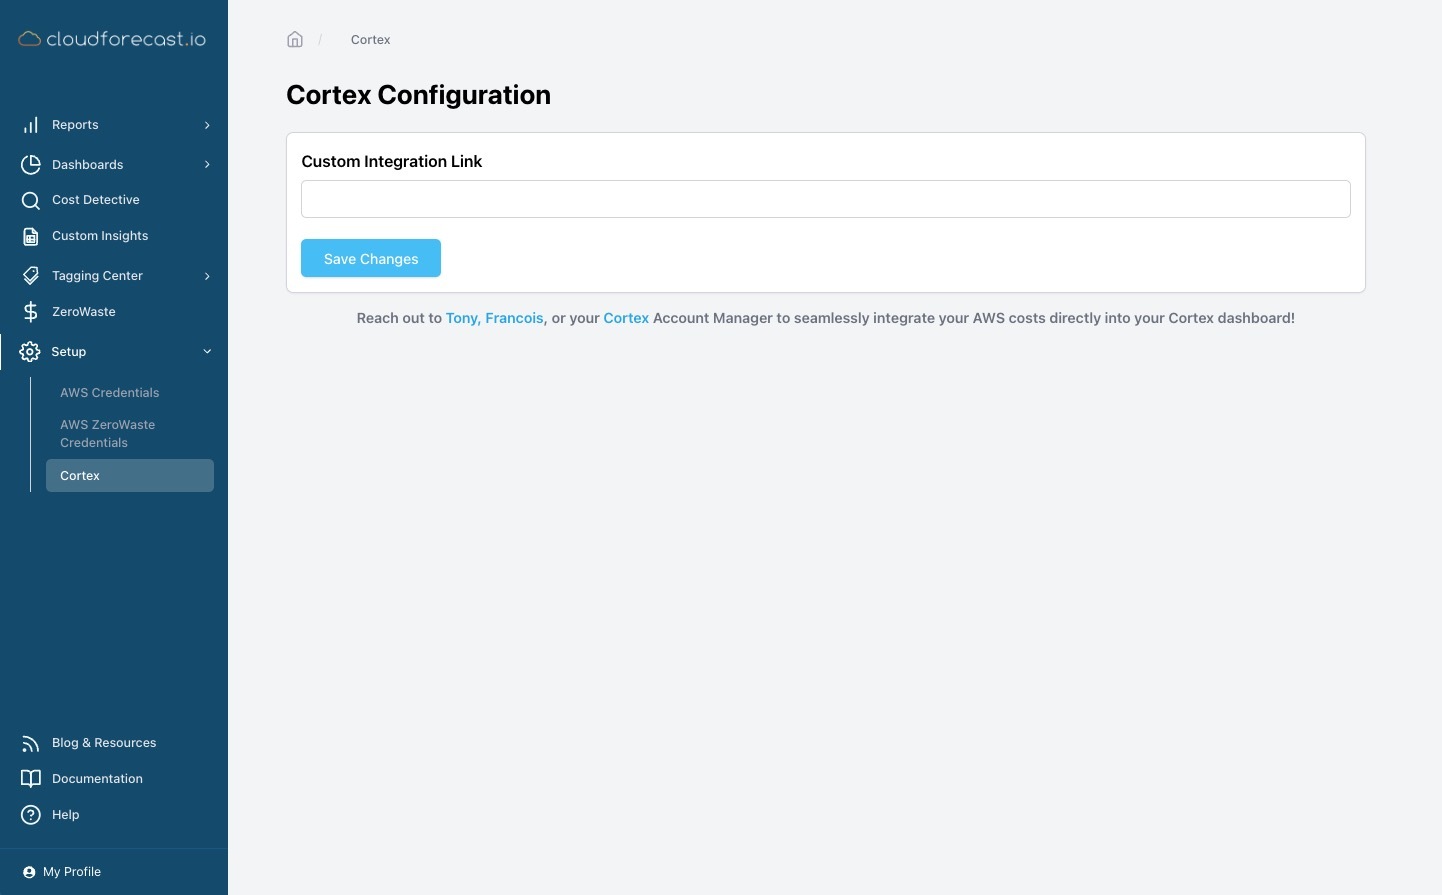 cloudforecast.io
Reports
Dashboards
Cost Detective
Custom Insights
Tagging Center
ZeroWaste
Setup
AWS Credentials
AWS ZeroWaste
Credentials
Cortex
Blog & Resources
Documentation
Help
My Profile
/ Cortex
Cortex Configuration
Custom Integration Link
Save Changes
Reach out to Tony, Francois, or your Cortex Account Manager to seamlessly integrate your AWS costs directly into your Cortex dashboard!